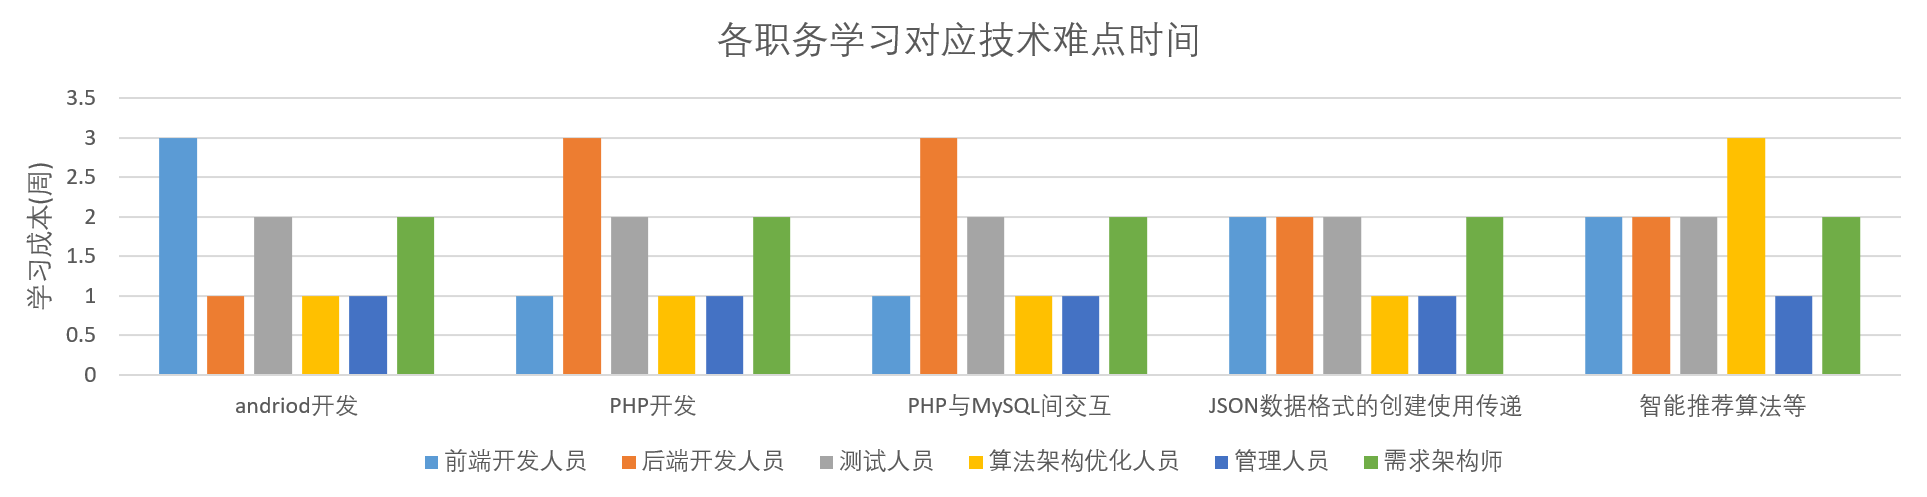 各职务学习对应技术难点时间
学习成本(周)
3.5
3
2.5
2
1.5
1
0.5
0
andriod开发 PHP开发 PHP与MySQL间交互 JSON数据格式的创建使用传递 智能推荐算法等
前端开发人员 后端开发人员 测试人员 算法架构优化人员 管理人员 需求架构师